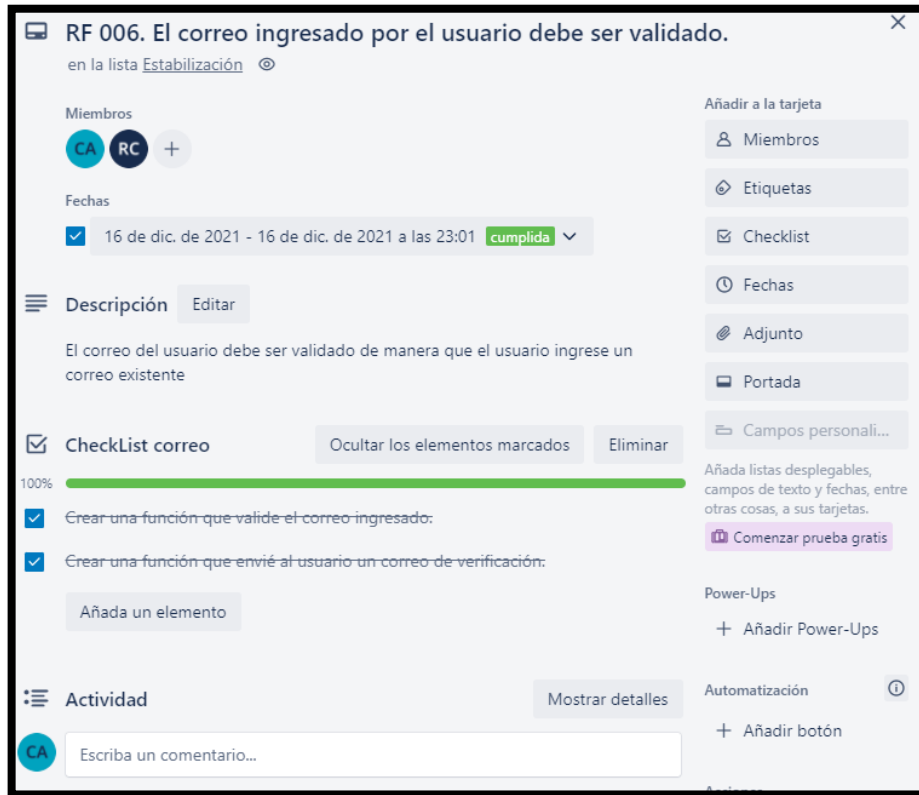 RF 006. El correo ingresado por el usuario debe ser validado.
en la lista Estabilización
Miembros
CA RC +
Fechas
16 de dic. de 2021 - 16 de dic. de 2021 a las 23:01 cumplida
Descripción Editar
El correo del usuario debe ser validado de manera que el usuario ingrese un
correo existente
CheckList correo Ocultar los elementos marcados Eliminar
100%
Crear una función que valide el correo ingresado.
Crear una función que envié al usuario un correo de verificación.
Añada un elemento
Actividad Mostrar detalles
CA Escriba un comentario...
Añadir a la tarjeta
Miembros
Etiquetas
Checklist
Fechas
Adjunto
Portada
Campos personali...
Añada listas desplegables,
campos de texto y fechas, entre
otras cosas, a sus tarjetas.
Comenzar prueba gratis
Power-Ups
+ Añadir Power-Ups
Automatización
+ Añadir botón